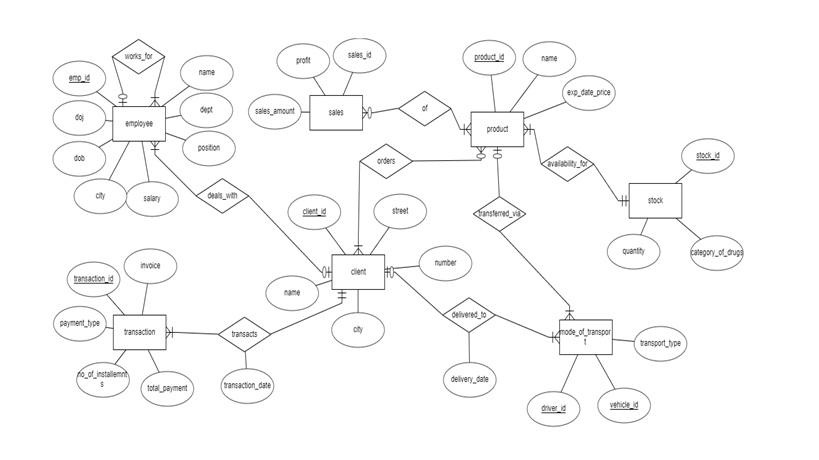 works_for
emp_id
name
doj
dept
employee
dob
position
city
salary
deals_with
profit
sales_id
sales_amount
sales
of
product_id
name
exp_date_price
product
orders
availability_for
stock_id
stock
quantity
category_of_drugs
transferred_via
client_id
street
client
number
name
city
transaction_id
invoice
payment_type
transaction
no_of_installemnt
s
total_payment
transacts
transaction_date
delivered_to
delivery_date
mode_of_transpor
t
transport_type
driver_id
vehicle_id